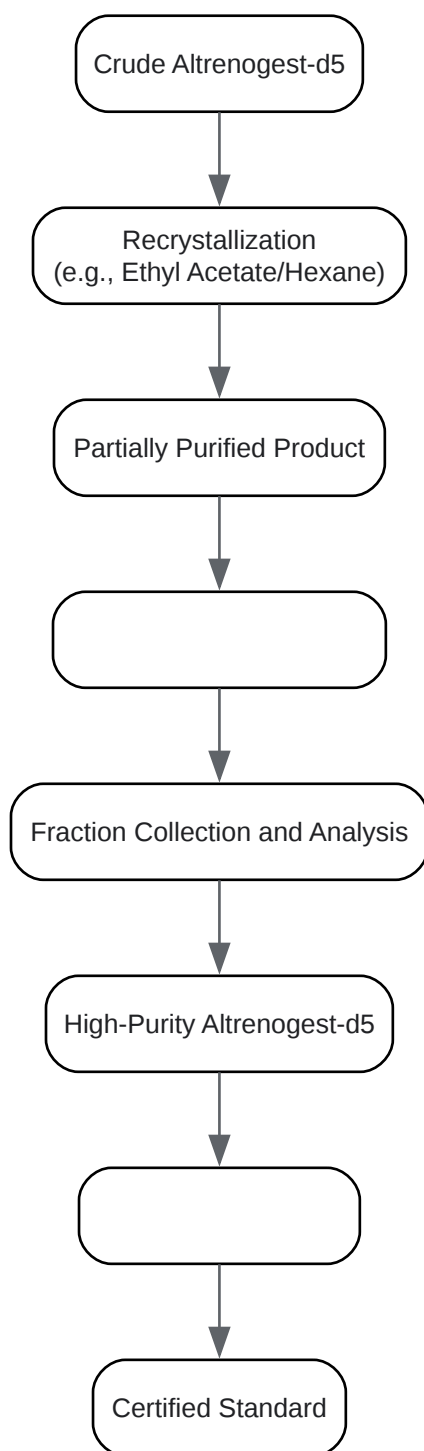 Crude Altrenogest-d5
Recrystallization
(e.g., Ethyl Acetate/Hexane)
Partially Purified Product
Fraction Collection and Analysis
High-Purity Altrenogest-d5
Certified Standard